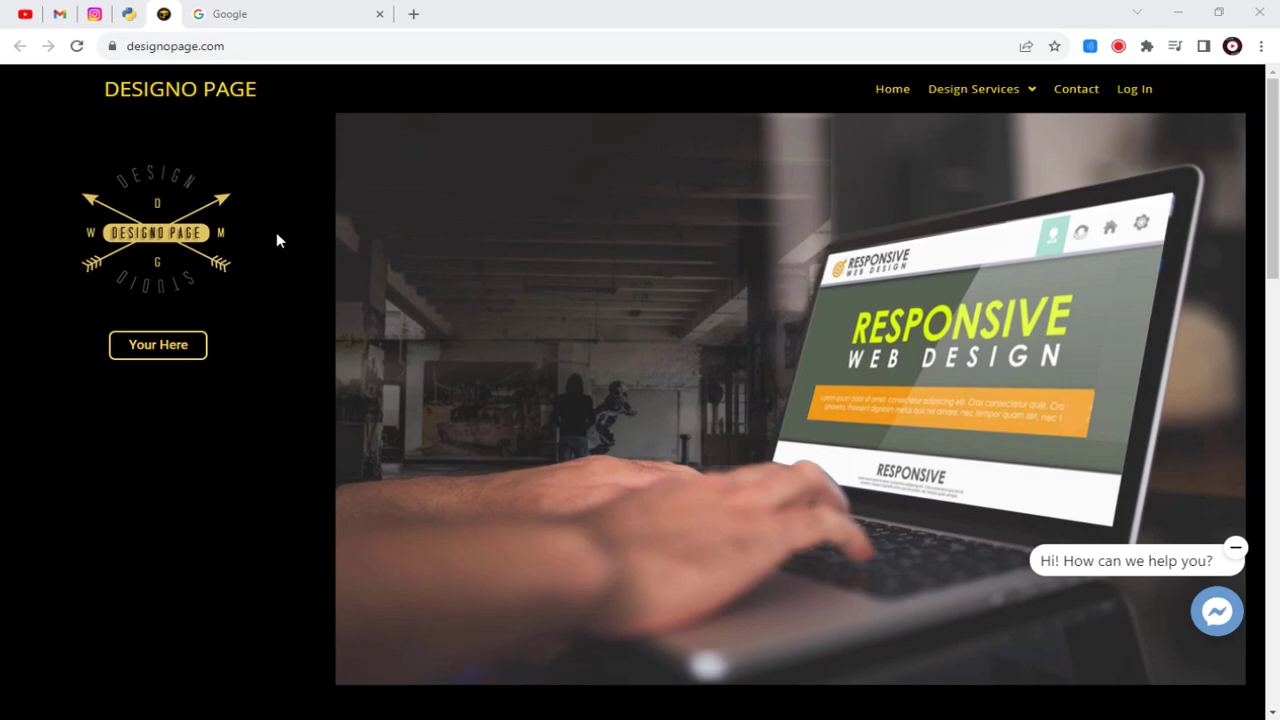 Google
designopage.com
DESIGNO PAGE
Home
Design Services
Contact
Log In
DESIGN
D
W
DESIGNO PAGE
M
G
STUDIO
Your Here
RESPONSIVE
WEB DESIGN
RESPONSIVE
WEB DESIGN
RESPONSIVE
Hi! How can we help you?